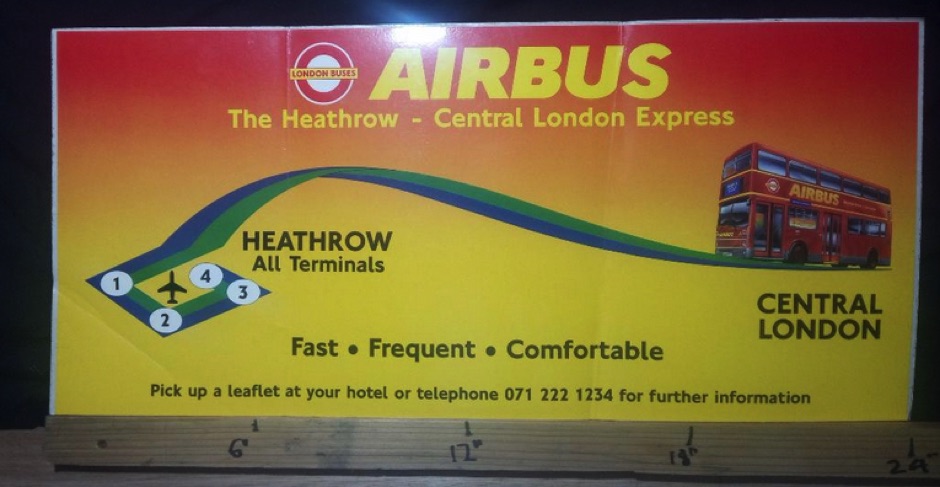 LONDON BUSES
AIRBUS
The Heathrow - Central London Express
AIRBUS
HEATHROW
All Terminals
1
4
3
2
CENTRAL
LONDON
Fast • Frequent • Comfortable
Pick up a leaflet at your hotel or telephone 071 222 1234 for further information
6"
12"
18"
24"